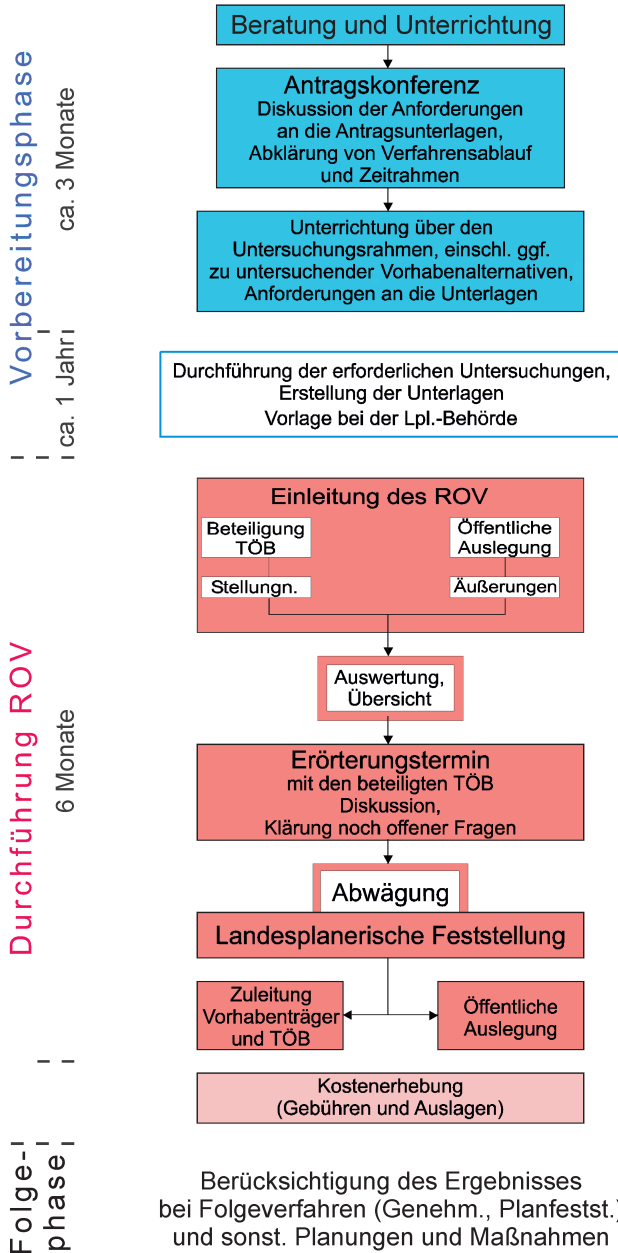 Vorbereitungsphase
ca. 3 Monate
ca. 1 Jahr
Beratung und Unterrichtung
Antragskonferenz
Diskussion der Anforderungen
an die Antragsunterlagen,
Abklärung von Verfahrensablauf
und Zeitrahmen
Unterrichtung über den
Untersuchungsrahmen, einschl. ggf.
zu untersuchender Vorhabenalternativen,
Anforderungen an die Unterlagen
Durchführung der erforderlichen Untersuchungen,
Erstellung der Unterlagen
Vorlage bei der Lpl.-Behörde
Durchführung ROV
6 Monate
Einleitung des ROV
Beteiligung
TÖB
Stellungn.
Öffentliche
Auslegung
Äußerungen
Auswertung,
Übersicht
Erörterungstermin
mit den beteiligten TÖB
Diskussion,
Klärung noch offener Fragen
Abwägung
Landesplanerische Feststellung
Zuleitung
Vorhabenträger
und TÖB
Öffentliche
Auslegung
Kostenerhebung
(Gebühren und Auslagen)
Folge-
phase
Berücksichtigung des Ergebnisses
bei Folgeverfahren (Genehm., Planfestst.)
und sonst. Planungen und Maßnahmen